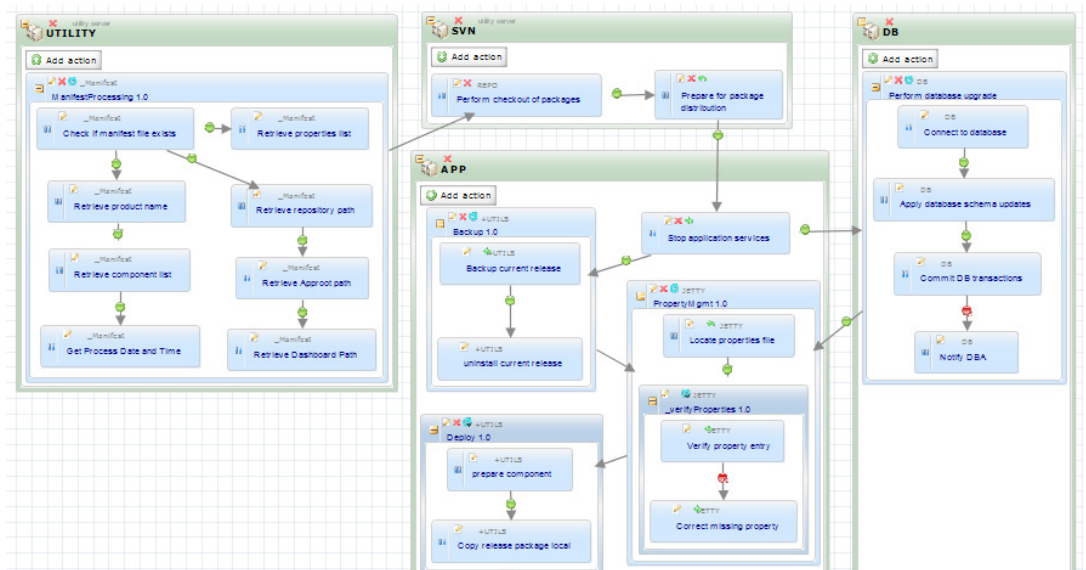 utility server
UTILITY
Add action
_Manifest
ManifestProcessing 1.0
_Manifest
Check if manifest file exists
_Manifest
Retrieve properties list
_Manifest
Retrieve product name
_Manifest
Retrieve repository path
_Manifest
Retrieve component list
_Manifest
Retrieve Approot path
_Manifest
Get Process Date and Time
_Manifest
Retrieve Dashboard Path
utility server
SVN
Add action
REPO
Perform checkout of packages
Prepare for package
distribution
APP
Add action
+UTILS
Backup 1.0
+UTILS
Backup current release
+UTILS
uninstall current release
Stop application services
JETTY
PropertyMgmt 1.0
JETTY
Locate properties file
JETTY
_verifyProperties 1.0
JETTY
Verify property entry
JETTY
Correct missing property
+UTILS
Deploy 1.0
+UTILS
prepare component
+UTILS
Copy release package local
DB
Add action
DB
Perform database upgrade
DB
Connect to database
DB
Apply database schema updates
DB
Commit DB transactions
DB
Notify DBA